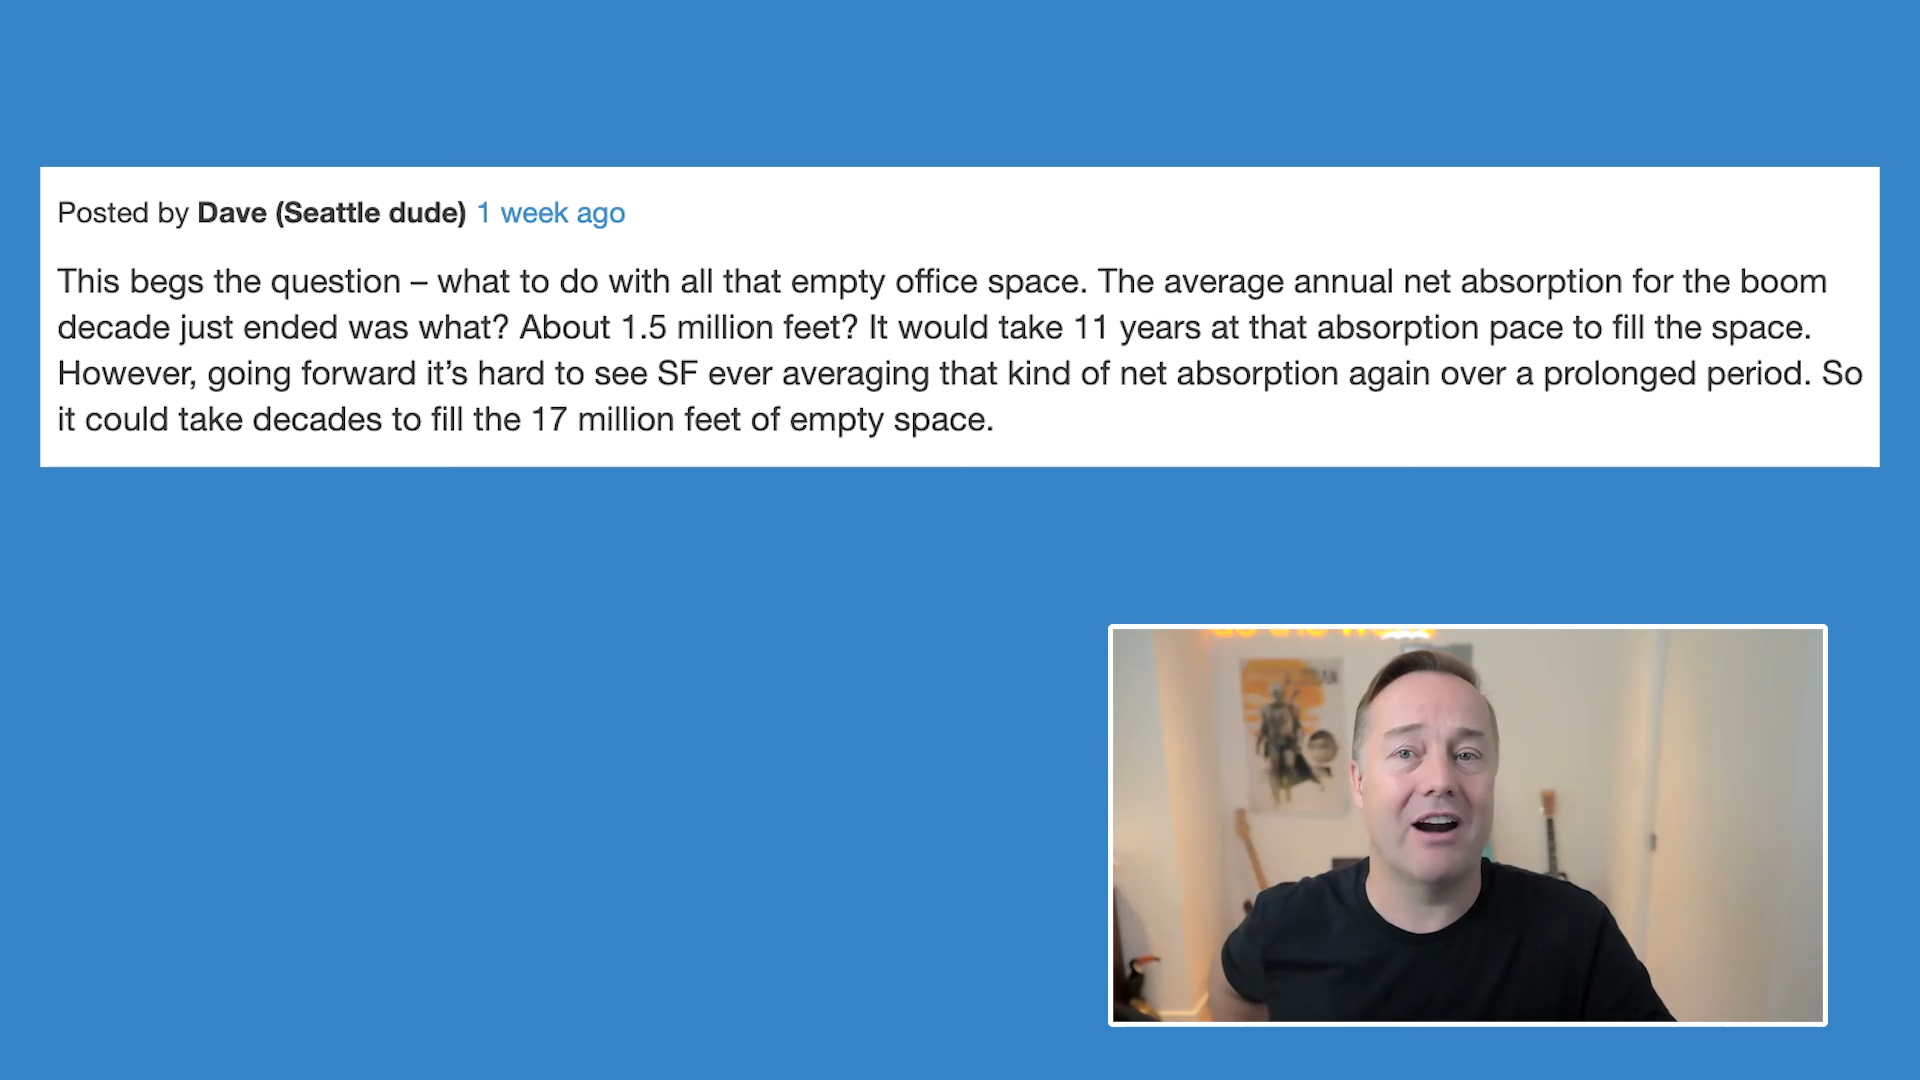 Posted by Dave (Seattle dude) 1 week ago
This begs the question – what to do with all that empty office space. The average annual net absorption for the boom
decade just ended was what? About 1.5 million feet? It would take 11 years at that absorption pace to fill the space.
However, going forward it’s hard to see SF ever averaging that kind of net absorption again over a prolonged period. So
it could take decades to fill the 17 million feet of empty space.